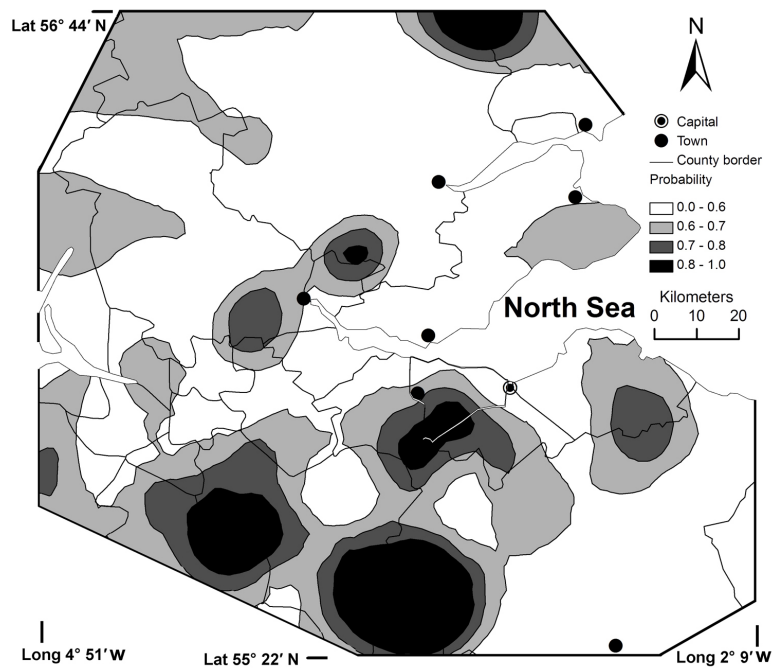 Lat 56° 44′ N
N
Capital
Town
County border
Probability
0.0 - 0.6
0.6 - 0.7
0.7 - 0.8
0.8 - 1.0
North Sea
Kilometers
0 10 20
Long 4° 51′ W
Lat 55° 22′ N
Long 2° 9′ W